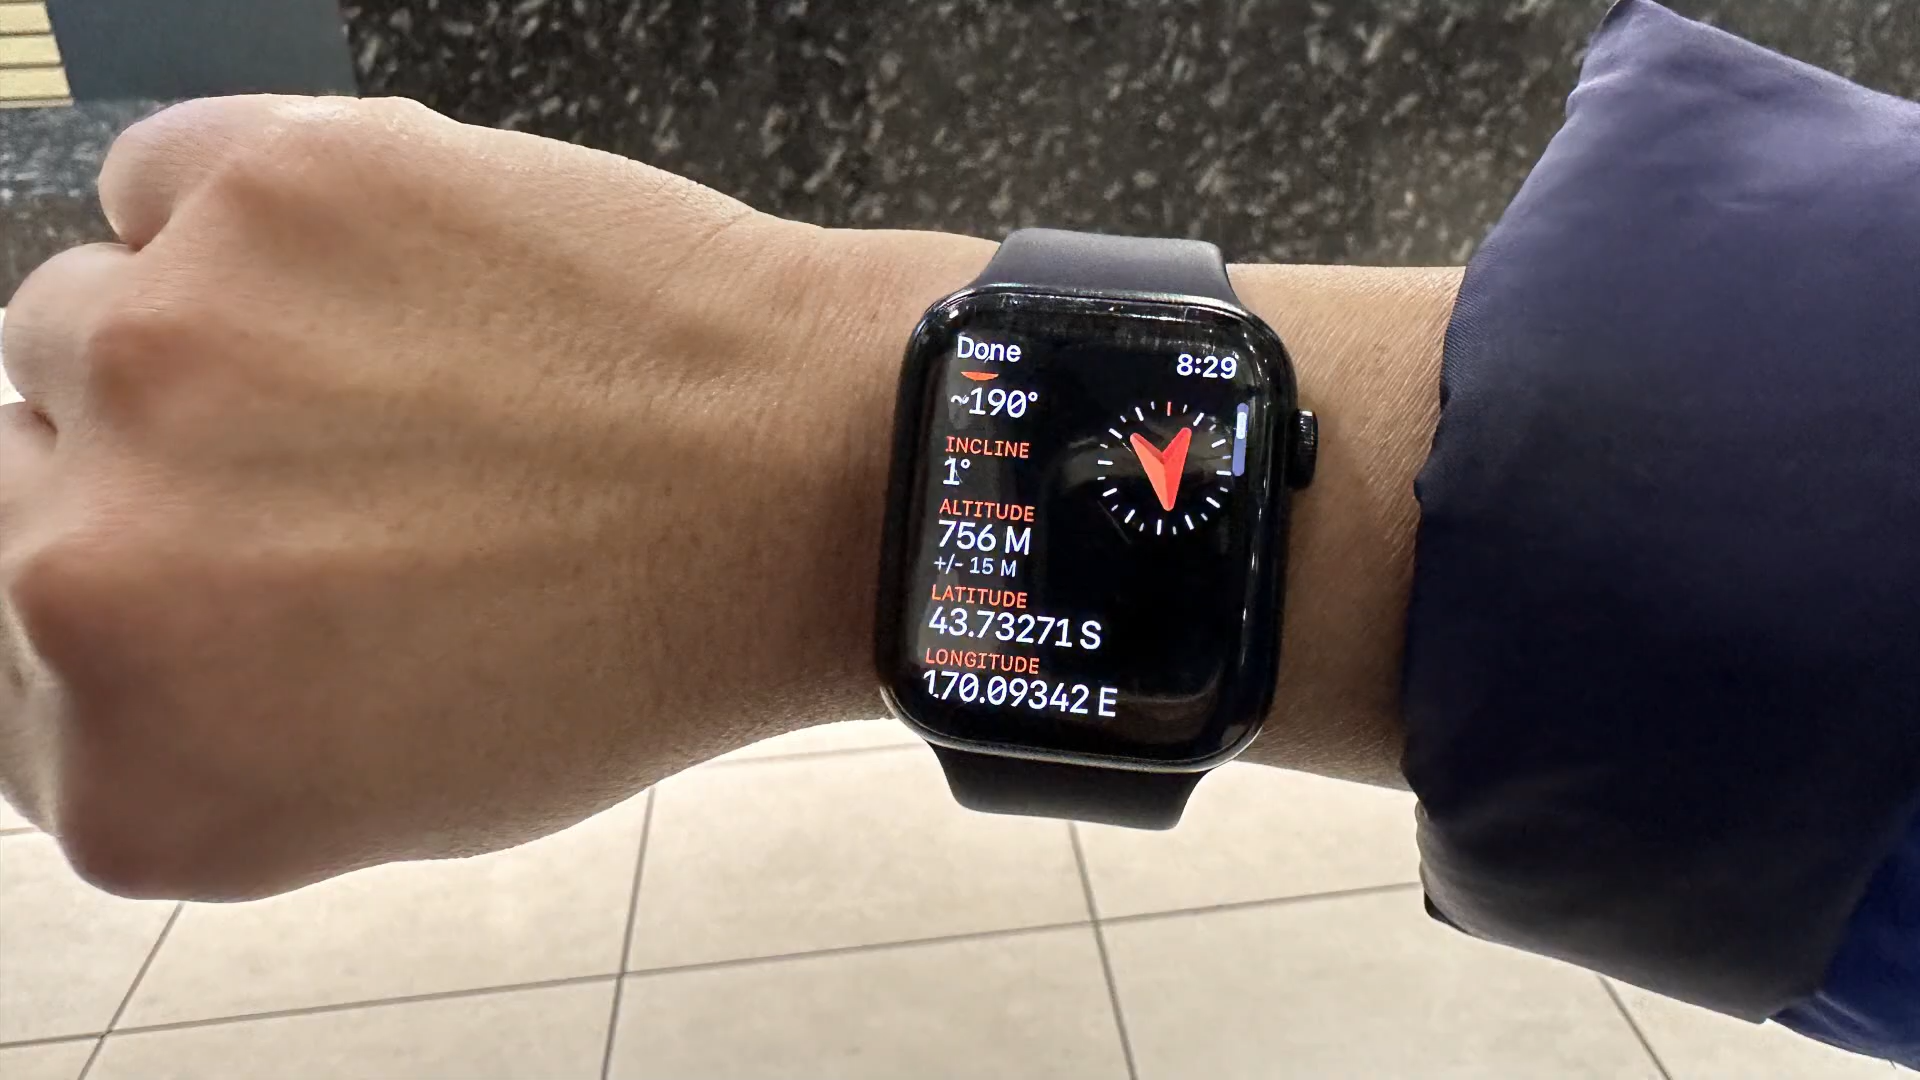 Done
8:29
~190°
INCLINE
1°
ALTITUDE
756 M
+/- 15 M
LATITUDE
43.73271 S
LONGITUDE
170.09342 E